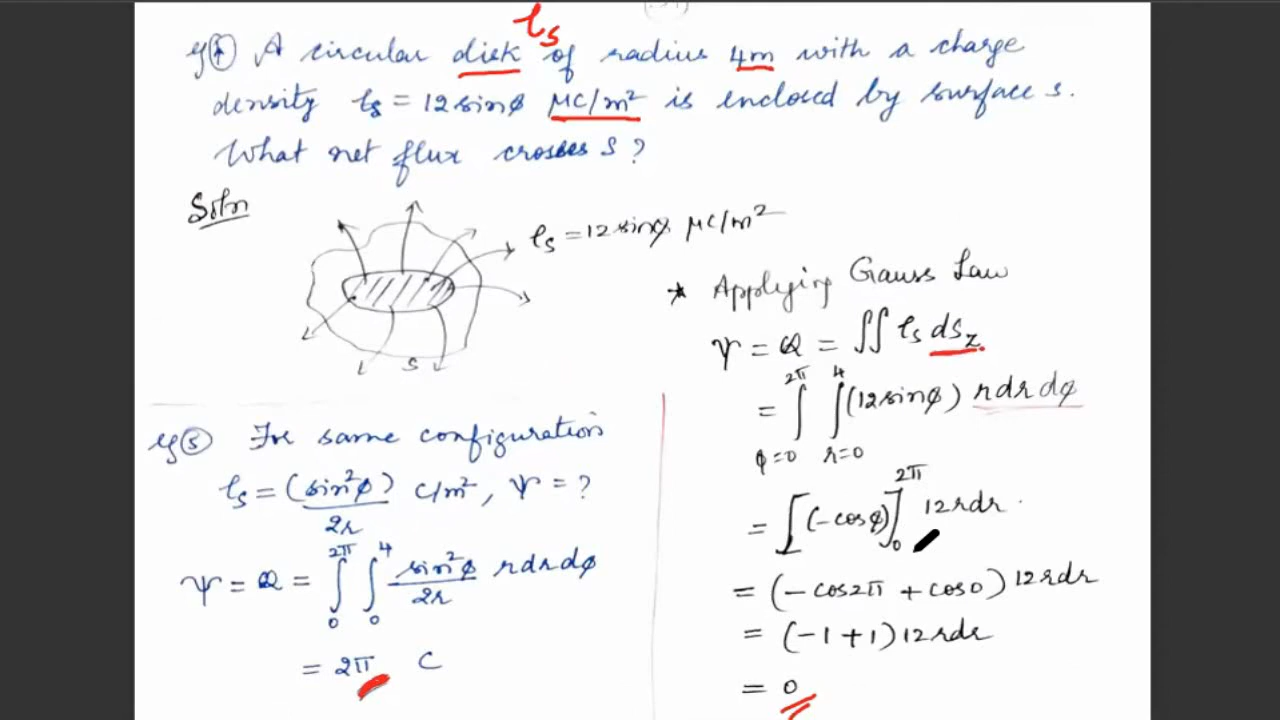 ρs
eg④ A circular disk of radius 4m with a charge
density ρs = 12 sinϕ μC/m² is enclosed by surface s.
What net flux crosses S ?
Soln
ρs = 12 sinϕ μC/m²
S
* Applying Gauss Law
Ψ = Q = ∬ ρs dSz
= ∫ϕ=0^2π ∫r=0^4 (12 sinϕ) r dr dϕ
= [(-cosϕ)]₀^2π 12 r dr
= (-cos2π + cos0) 12 r dr
= (-1 + 1) 12 r dr
= 0
eg⑤ For same configuration
ρs = (sin²ϕ)/2r C/m², Ψ = ?
Ψ = Q = ∫₀^2π ∫₀^4 sin²ϕ/2r r dr dϕ
= 2π C